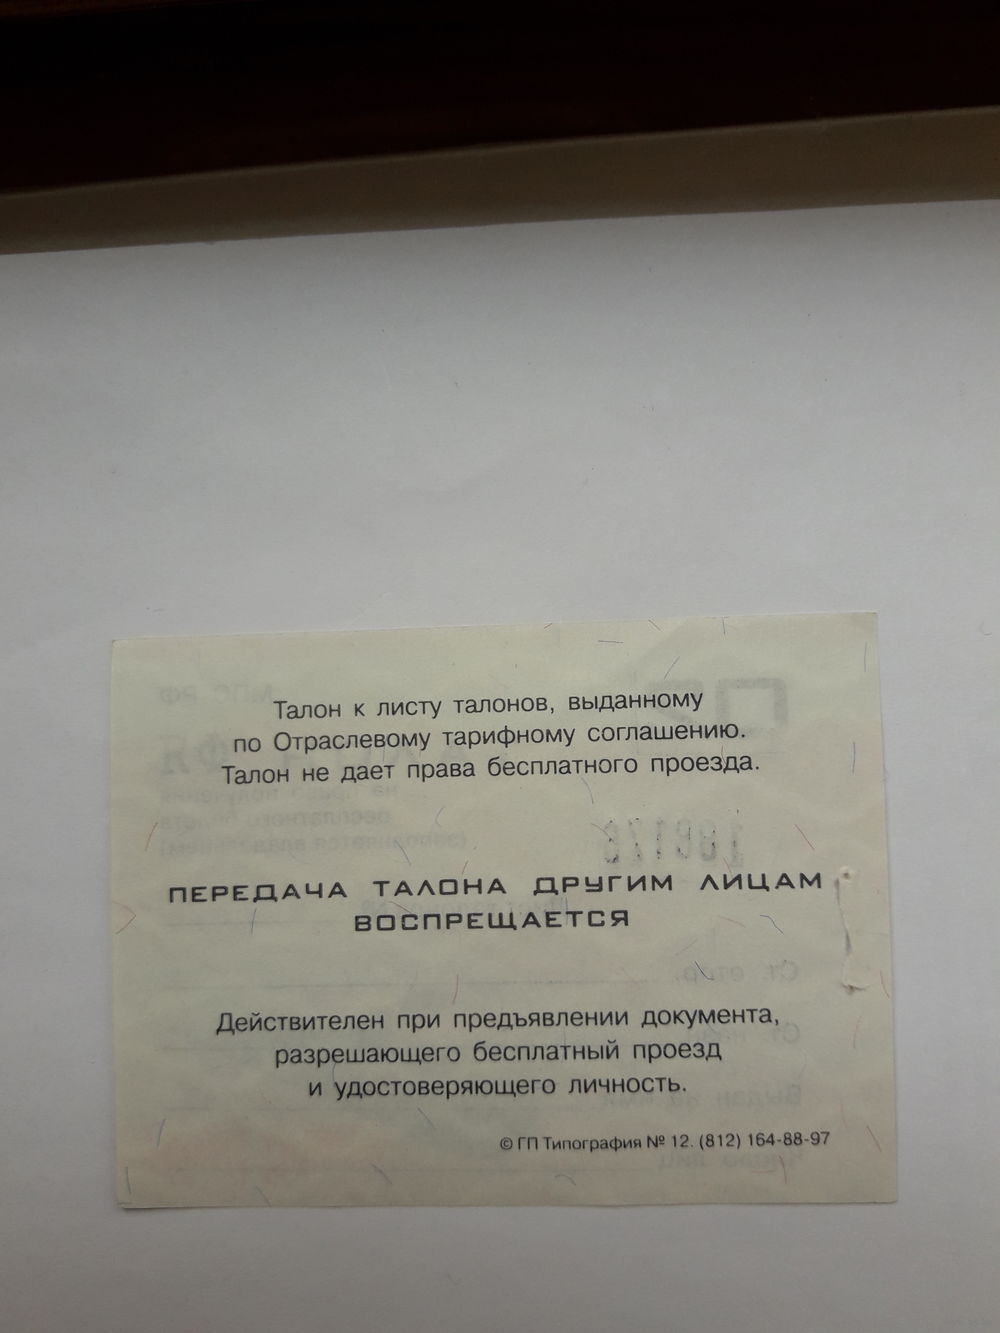 Талон к листу талонов, выданному
по Отраслевому тарифному соглашению.
Талон не дает права бесплатного проезда.
ПЕРЕДАЧА ТАЛОНА ДРУГИМ ЛИЦАМ
ВОСПРЕЩАЕТСЯ
Действителен при предъявлении документа,
разрешающего бесплатный проезд
и удостоверяющего личность.
© ГП Типография № 12. (812) 164-88-97